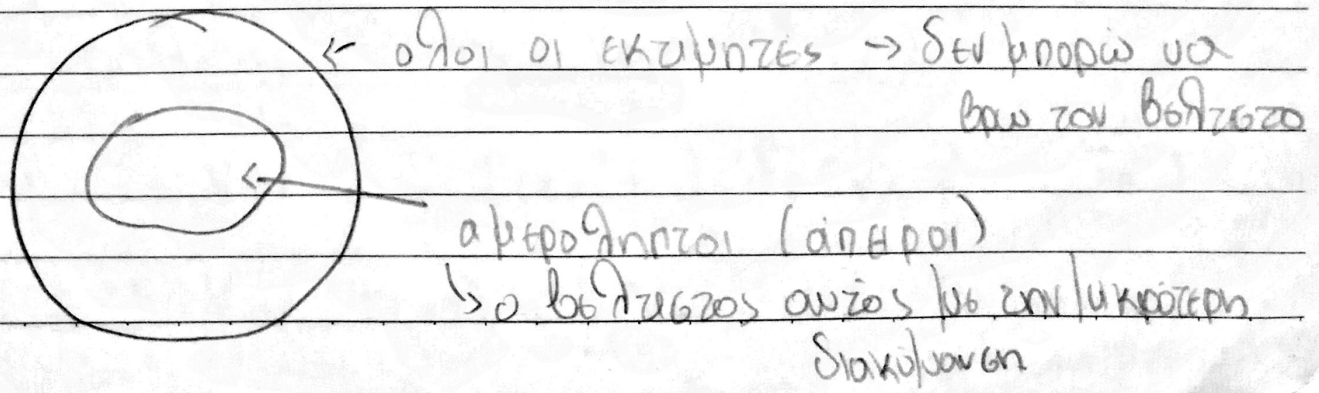 ← όλοι οι εκτιμητές → δεν μπορώ να
βρω τον βέλτιστο
αμερόληπτοι (άπειροι)
↳ ο βέλτιστος αυτός με την μικρότερη
διακύμανση